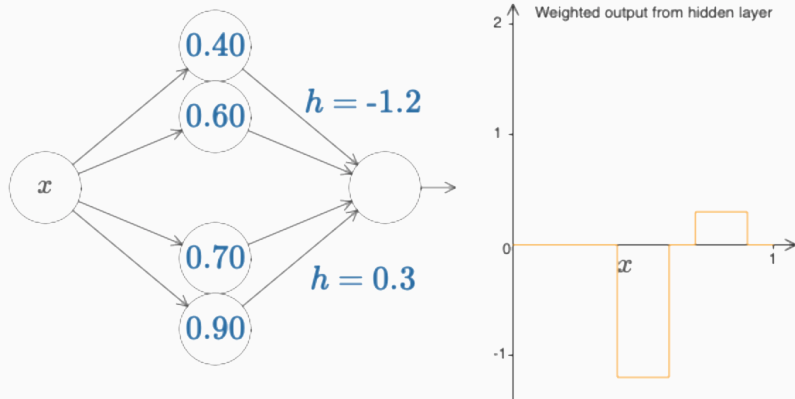 0.40
h = -1.2
0.60
x
0.70
h = 0.3
0.90
Weighted output from hidden layer
2
1
0
x
1
-1